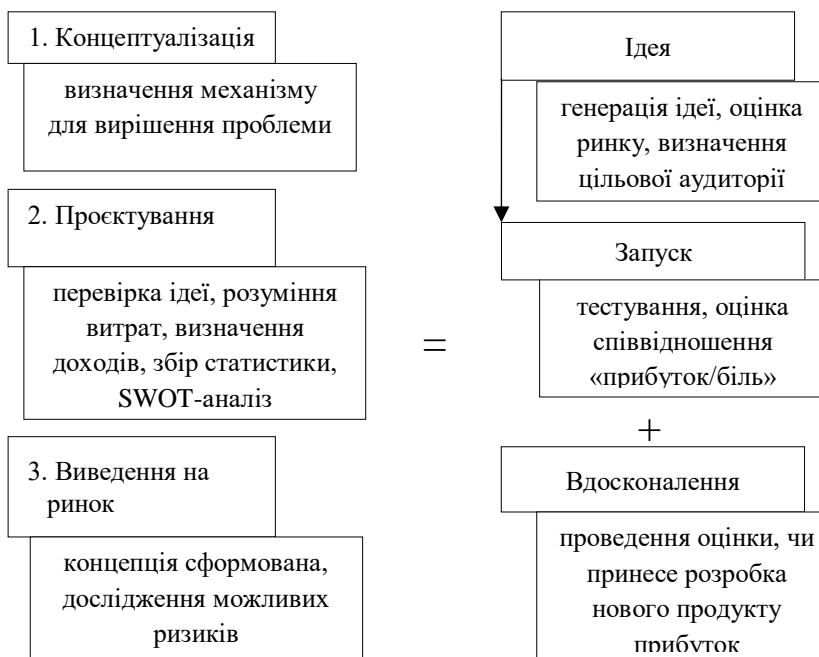 1. Концептуалізація
визначення механізму
для вирішення проблеми
2. Проєктування
перевірка ідеї, розуміння
витрат, визначення
доходів, збір статистики,
SWOT-аналіз
3. Виведення на
ринок
концепція сформована,
дослідження можливих
ризиків
=
Ідея
генерація ідеї, оцінка
ринку, визначення
цільової аудиторії
Запуск
тестування, оцінка
співвідношення
«прибуток/біль»
+
Вдосконалення
проведення оцінки, чи
принесе розробка
нового продукту
прибуток